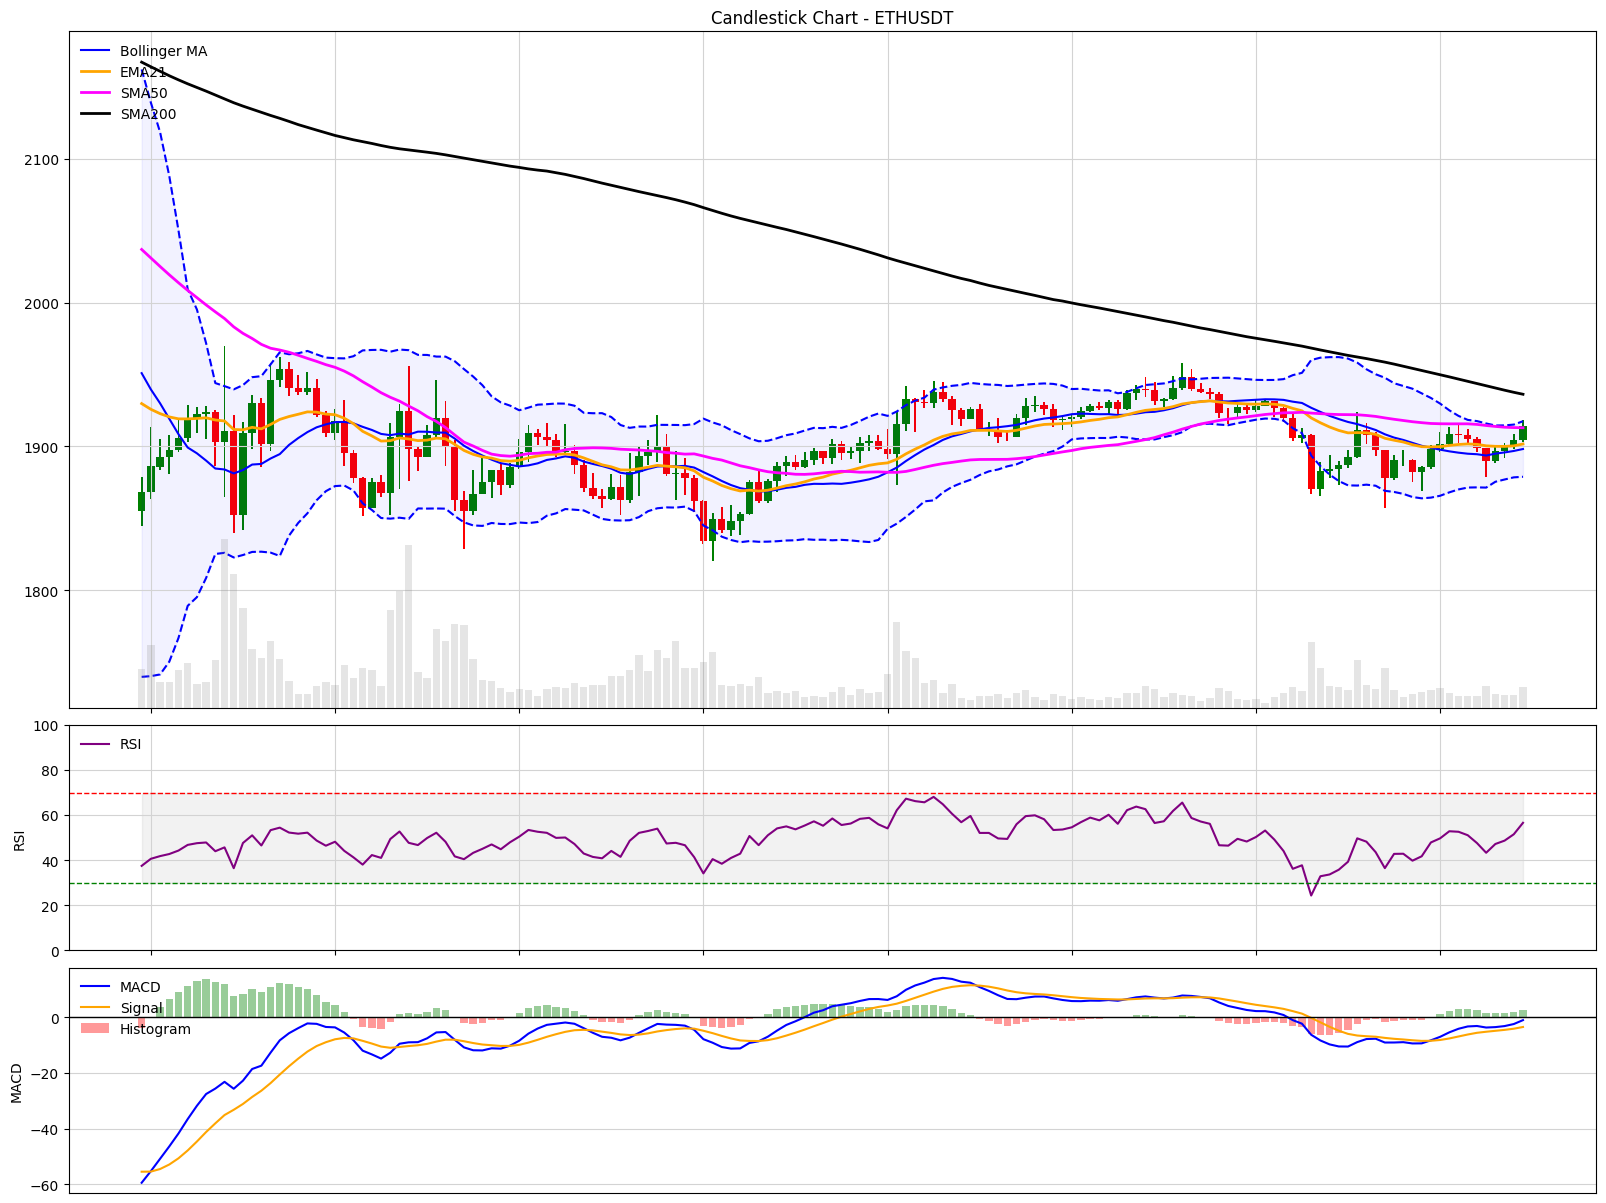 Candlestick Chart - ETHUSDT
Bollinger MA
EMA21
SMA50
SMA200
2100
2000
1900
1800
100
RSI
80
60
RSI
40
20
0
MACD
Signal
0
Histogram
−20
MACD
−40
−60